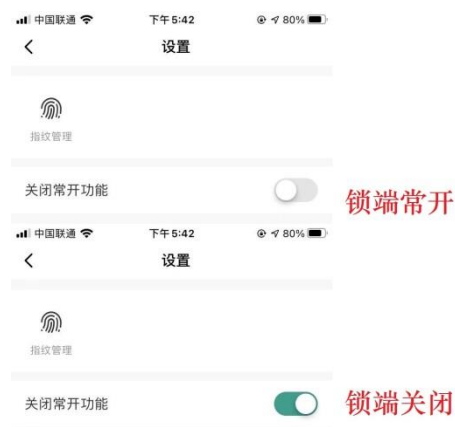 中国联通 下午5:42 80%
设置
指纹管理
关闭常开功能
锁端常开
中国联通 下午5:42 80%
设置
指纹管理
关闭常开功能
锁端关闭